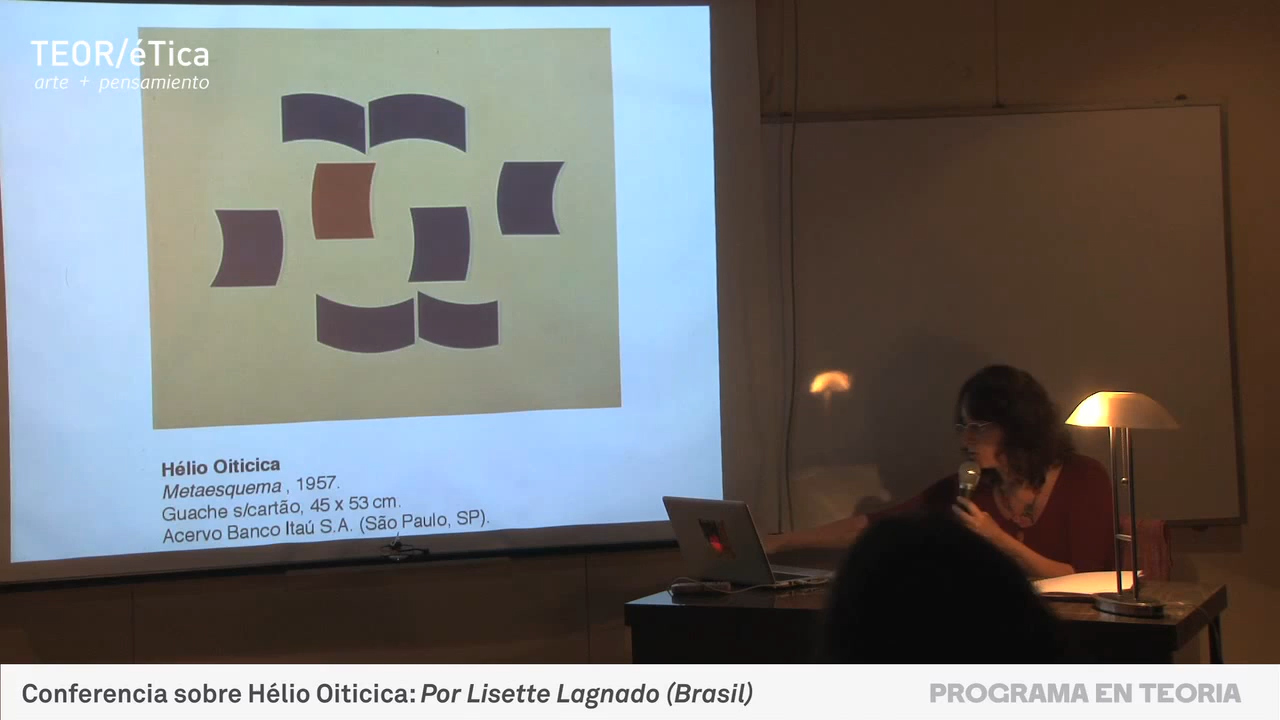 TEOR/éTica
arte + pensamiento
Hélio Oiticica
Metaesquema , 1957.
Guache s/cartão, 45 x 53 cm.
Acervo Banco Itaú S.A. (São Paulo, SP).
Conferencia sobre Hélio Oiticica: Por Lisette Lagnado (Brasil)
PROGRAMA EN TEORIA